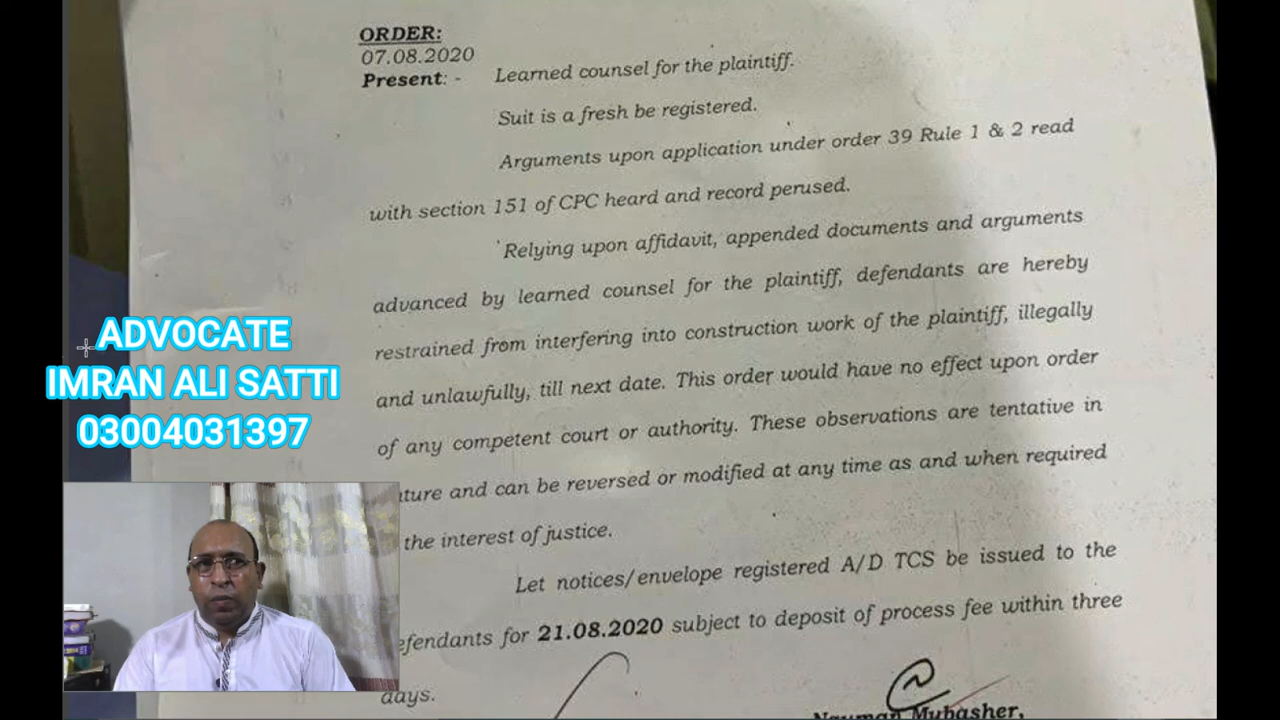 ORDER:
07.08.2020
Present: - Learned counsel for the plaintiff.
Suit is a fresh be registered.
Arguments upon application under order 39 Rule 1 & 2 read
with section 151 of CPC heard and record perused.
Relying upon affidavit, appended documents and arguments
advanced by learned counsel for the plaintiff, defendants are hereby
restrained from interfering into construction work of the plaintiff, illegally
and unlawfully, till next date. This order would have no effect upon order
of any competent court or authority. These observations are tentative in
ture and can be reversed or modified at any time as and when required
the interest of justice.
Let notices/envelope registered A/D TCS be issued to the
efendants for 21.08.2020 subject to deposit of process fee within three
days.
Mubasher,
ADVOCATE
IMRAN ALI SATTI
03004031397